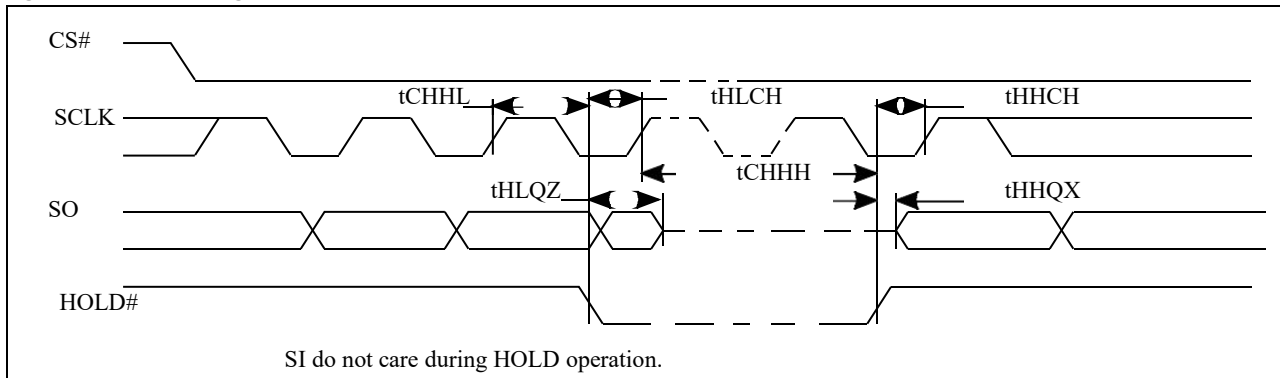 CS#
tCHHL
tHLCH
tHHCH
SCLK
tCHHH
tHLQZ
tHHQX
SO
HOLD#
SI do not care during HOLD operation.